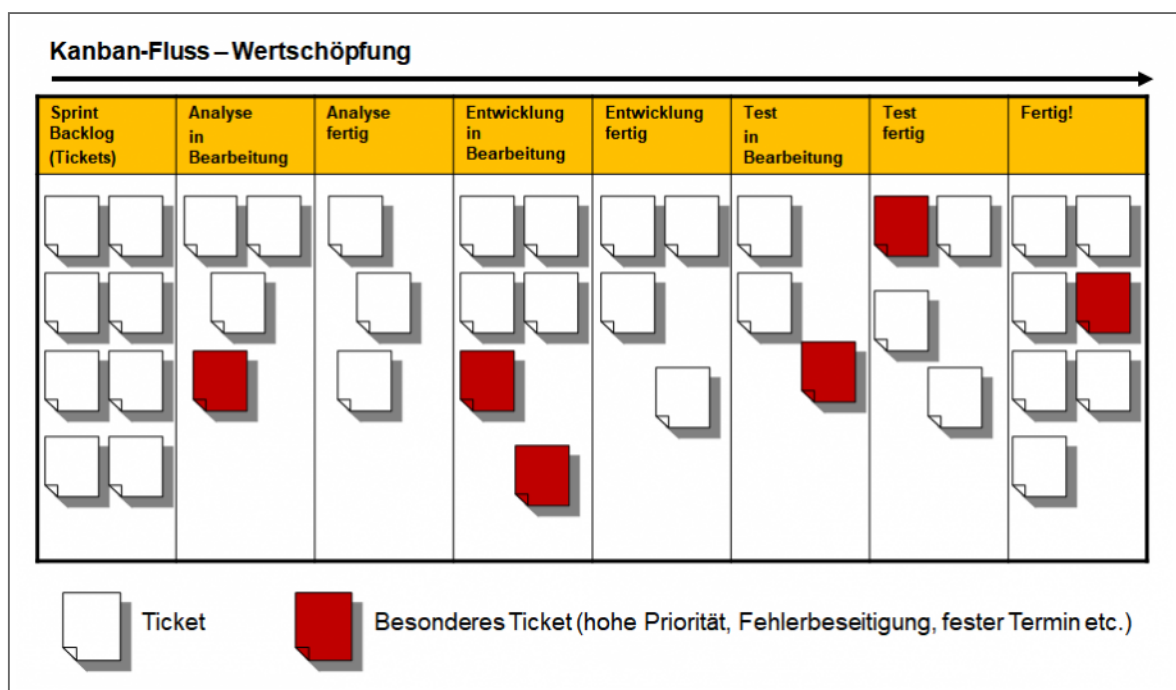 Kanban-Fluss – Wertschöpfung
Sprint
Backlog
(Tickets)
Analyse
in
Bearbeitung
Analyse
fertig
Entwicklung
in
Bearbeitung
Entwicklung
fertig
Test
in
Bearbeitung
Test
fertig
Fertig!
Ticket
Besonderes Ticket (hohe Priorität, Fehlerbeseitigung, fester Termin etc.)